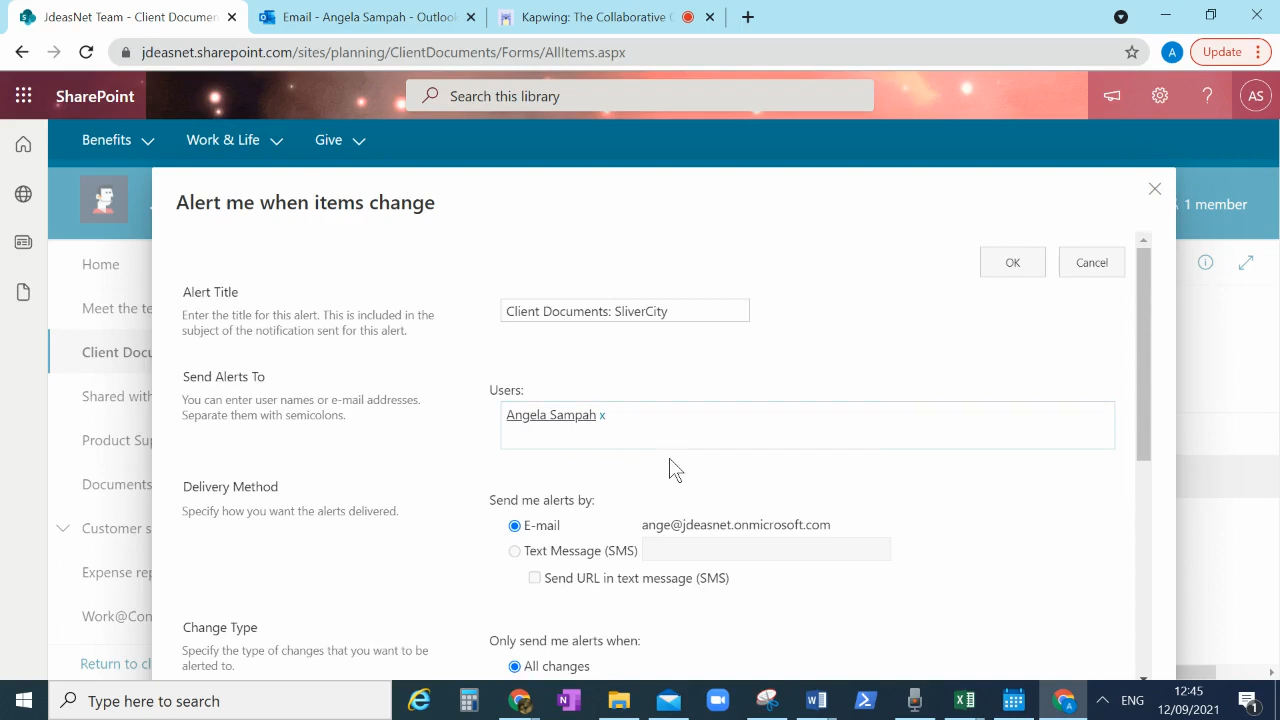 JdeasNet Team - Client Documen
Email - Angela Sampah - Outlook
Kapwing: The Collaborative C
jdeasnet.sharepoint.com/sites/planning/ClientDocuments/Forms/AllItems.aspx
A
Update
SharePoint
Search this library
AS
Benefits
Work & Life
Give
Alert me when items change
1 member
OK
Cancel
Home
Meet the te
Client Docu
Shared with
Product Sup
Documents
Customer s
Expense rep
Work@Con
Return to cl
Alert Title
Enter the title for this alert. This is included in the
subject of the notification sent for this alert.
Client Documents: SliverCity
Send Alerts To
You can enter user names or e-mail addresses.
Separate them with semicolons.
Users:
Angela Sampah x
Delivery Method
Specify how you want the alerts delivered.
Send me alerts by:
E-mail ange@jdeasnet.onmicrosoft.com
Text Message (SMS)
Send URL in text message (SMS)
Change Type
Specify the type of changes that you want to be
alerted to.
Only send me alerts when:
All changes
Type here to search
ENG
12:45
12/09/2021
1